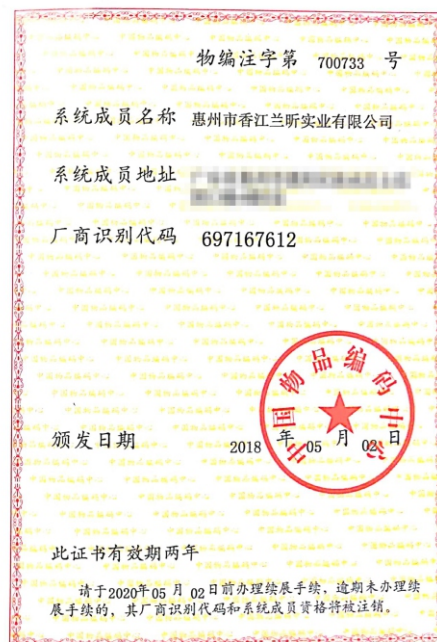 物编注字第 700733 号
系统成员名称 惠州市香江兰昕实业有限公司
系统成员地址
厂商识别代码 697167612
中国物品编码中心
颁发日期 2018 年 05 月 02 日
此证书有效期两年
请于2020年05月02日前办理续展手续，逾期未办理续
展手续的，其厂商识别代码和系统成员资格将被注销。